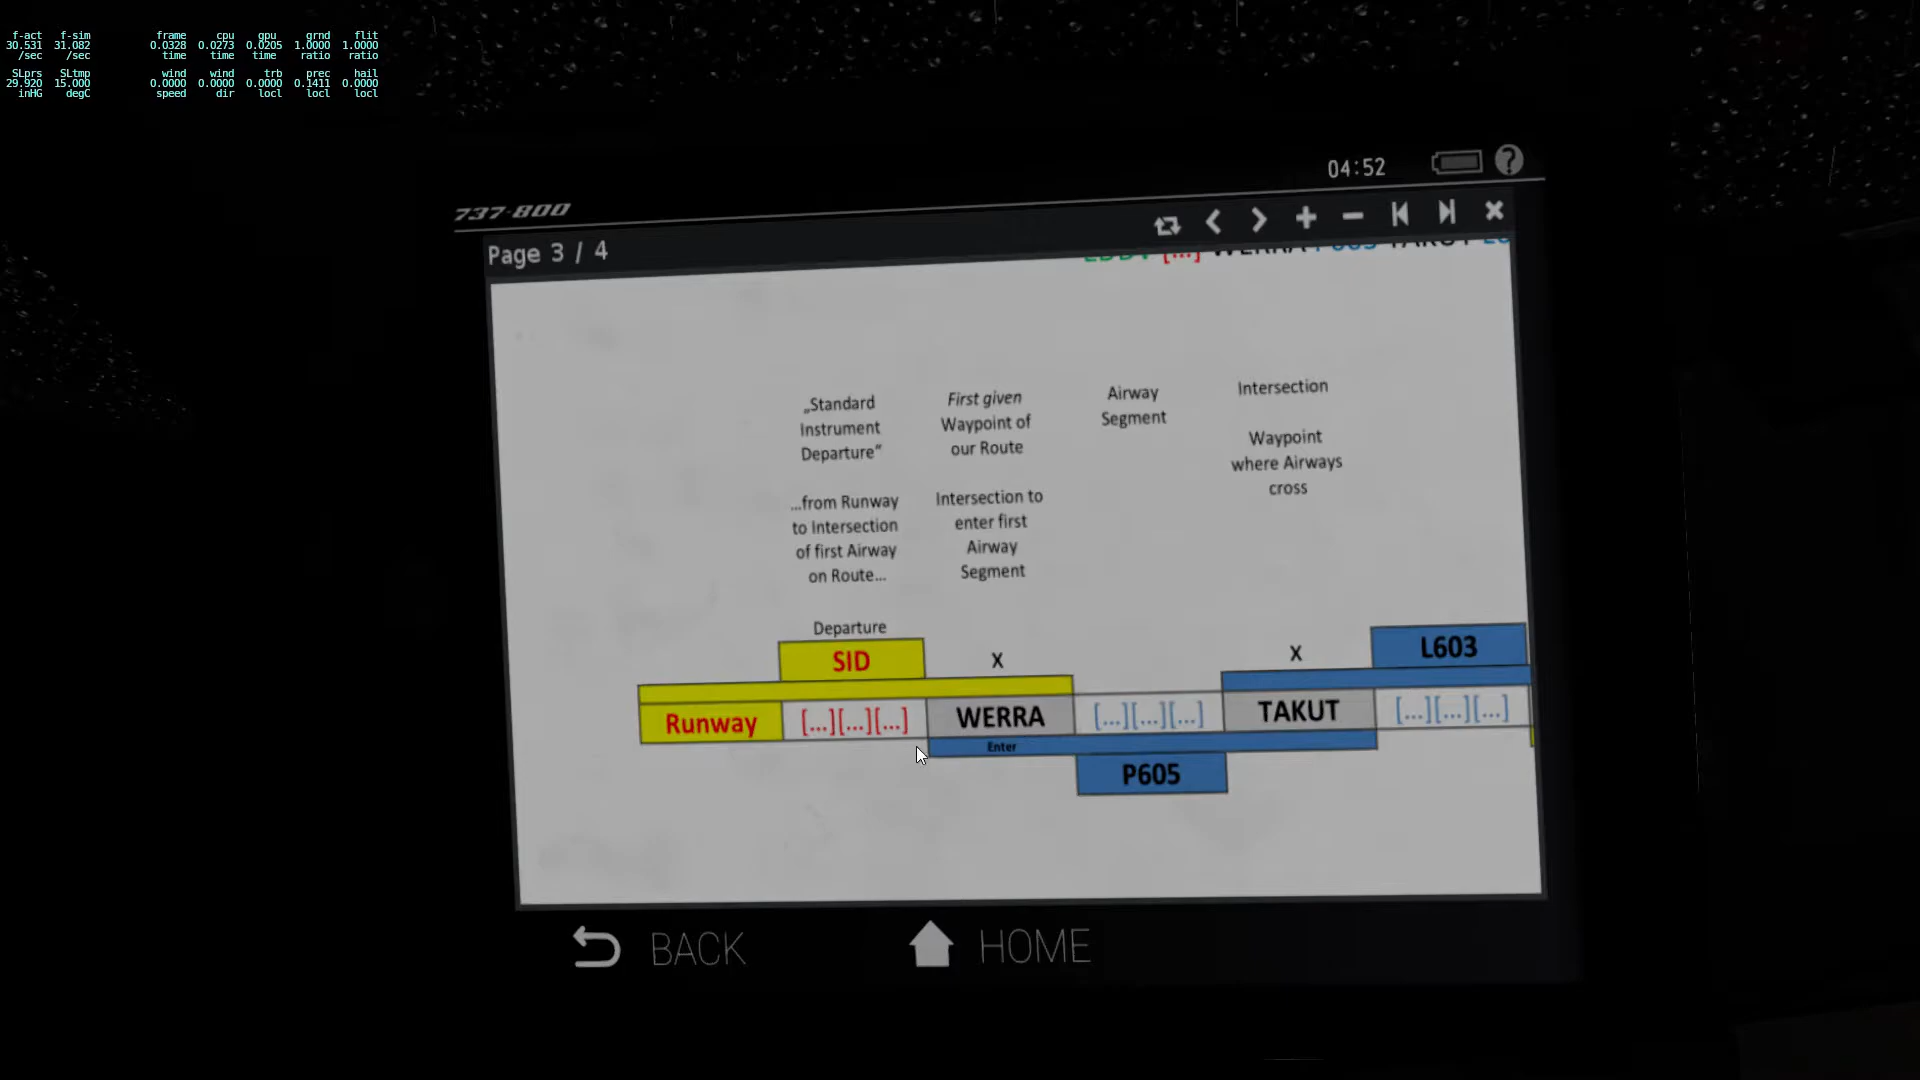 f-act f-sim frame cpu gpu grnd flit
30.531 31.082 0.0328 0.0273 0.0205 1.0000 1.0000
/sec /sec time time time ratio ratio
SLprs SLtmp wind wind trb prec hail
29.920 15.000 0.0000 0.0000 0.0000 0.1411 0.0000
inHG degC speed dir locl locl locl
04:52
737-800
Page 3 / 4
„Standard
Instrument
Departure“
...from Runway
to Intersection
of first Airway
on Route...
Departure
First given
Waypoint of
our Route
Intersection to
enter first
Airway
Segment
Airway
Segment
Intersection
Waypoint
where Airways
cross
SID X X L603
Runway [...][...][...] WERRA [...][...][...] TAKUT [...][...][...]
Enter
P605
BACK HOME